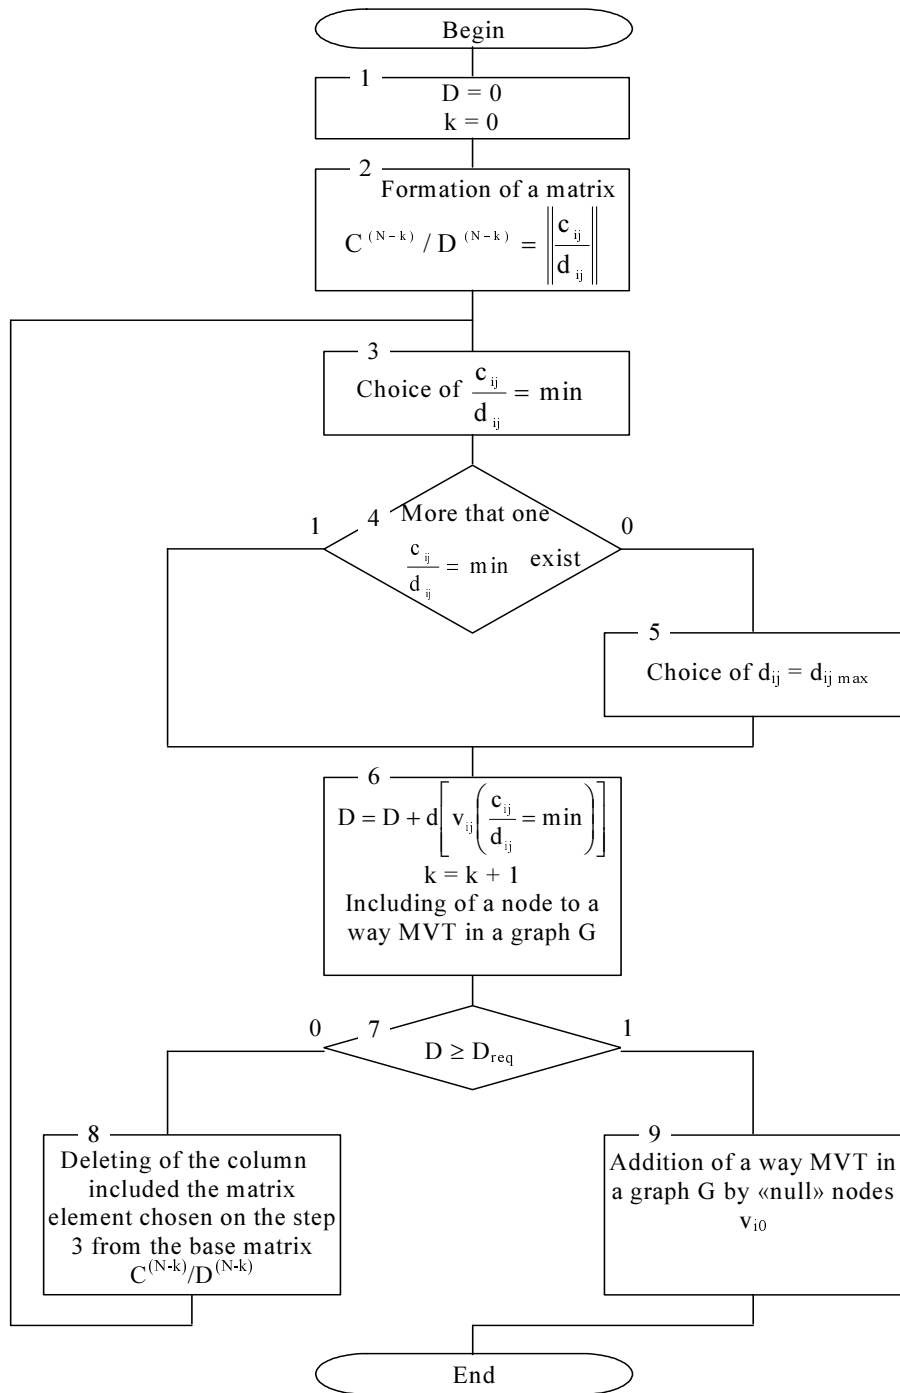 Begin
1
D = 0
k = 0
2
Formation of a matrix
C^(N-k) / D^(N-k) = ‖c_ij / d_ij‖
3
Choice of c_ij / d_ij = min
1
4
More that one
0
c_ij / d_ij = min exist
5
Choice of d_ij = d_ij max
6
D = D + d[v_ij(c_ij / d_ij = min)]
k = k + 1
Including of a node to a
way MVT in a graph G
0
7
1
D ≥ D_req
8
Deleting of the column
included the matrix
element chosen on the step
3 from the base matrix
C^(N-k)/D^(N-k)
9
Addition of a way MVT in
a graph G by «null» nodes
v_i0
End